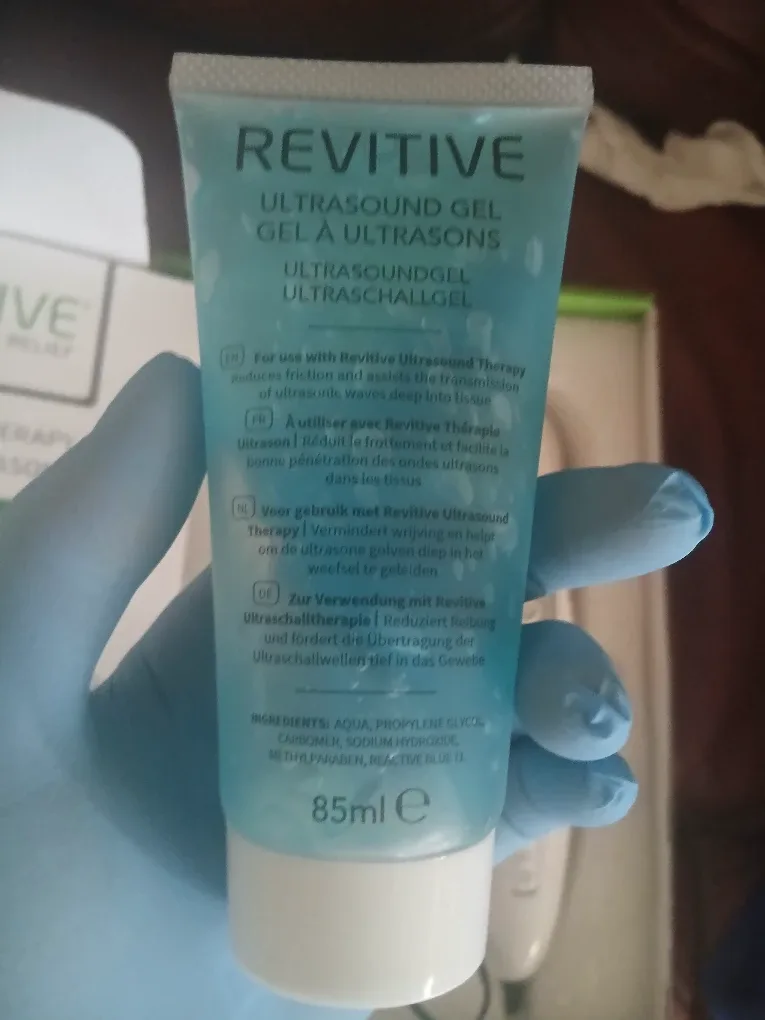 REVITIVE
ULTRASOUND GEL
GEL À ULTRASONS
ULTRASOUNDGEL
ULTRASCHALLGEL
EN For use with Revitive Ultrasound Therapy
Reduces friction and assists the transmission
of ultrasonic waves deep into tissue
FR À utiliser avec Revitive Thérapie
Ultrason | Réduit le frottement et facilite la
bonne pénétration des ondes ultrasons
dans les tissus
NL Voor gebruik met Revitive Ultrasound
Therapy | Vermindert wrijving en helpt
om de ultrasone golven diep in het
weefsel te geleiden
DE Zur Verwendung mit Revitive
Ultraschalltherapie | Reduziert Reibung
und fördert die Übertragung der
Ultraschallwellen tief in das Gewebe
INGREDIENTS: AQUA, PROPYLENE GLYCOL,
CARBOMER, SODIUM HYDROXIDE,
METHYLPARABEN, REACTIVE BLUE
85ml e
IVE
RELIEF
ERAPY